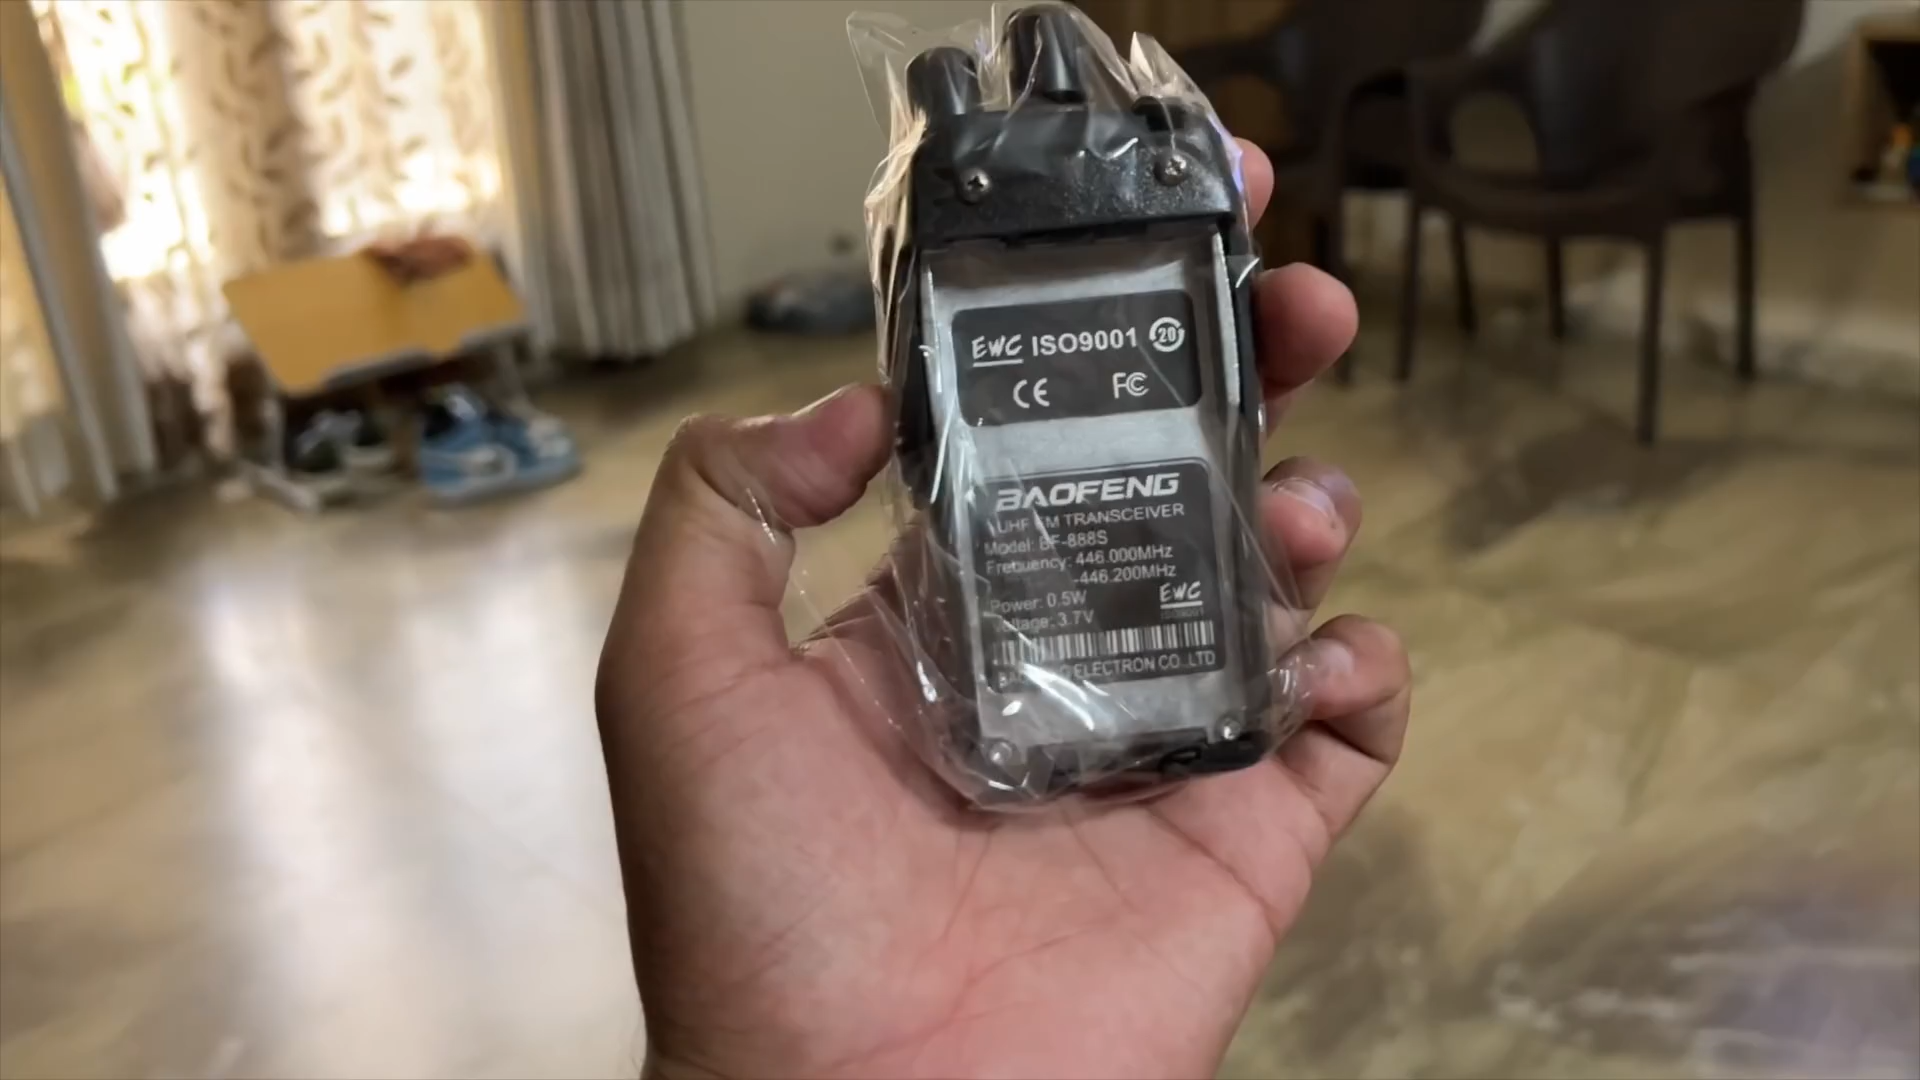 EWC ISO9001 20
CE FC
BAOFENG
UHF FM TRANSCEIVER
Model: BF-888S
Frequency: 446.000MHz
-446.200MHz
Power: 0.5W EWC
Voltage: 3.7V
ELECTRON CO.,LTD